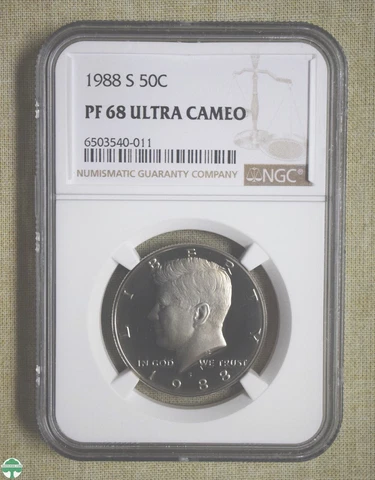 1988 S 50C
PF 68 ULTRA CAMEO
6503540-011
NUMISMATIC GUARANTY COMPANY NGC
LIBERTY
IN GOD WE TRUST
S
1988